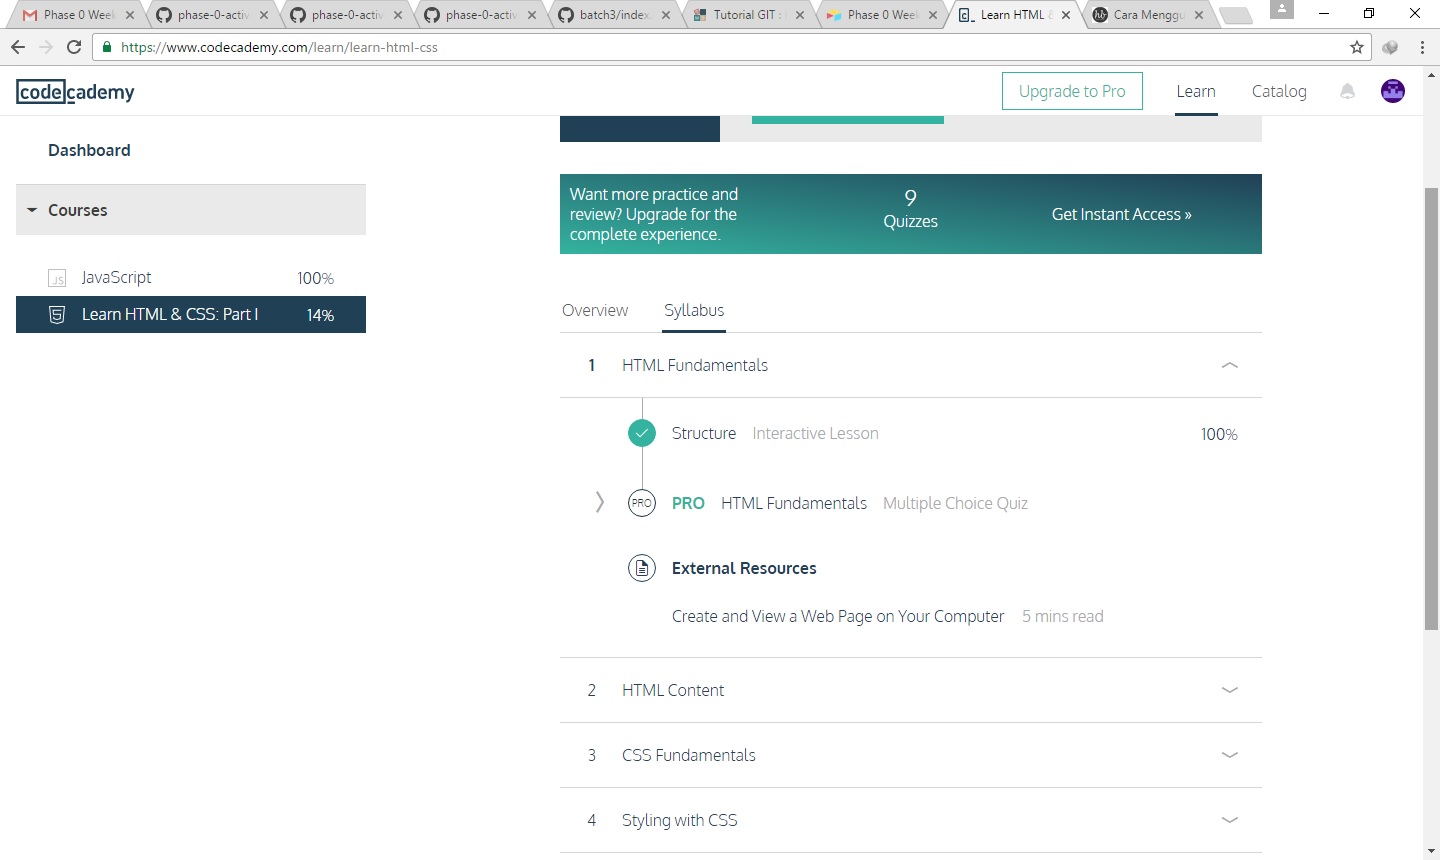 Phase 0 Week
phase-0-activ
phase-0-activ
phase-0-activ
batch3/index.
Tutorial GIT :
Phase 0 Week
Learn HTML &
Cara Menggu
https://www.codecademy.com/learn/learn-html-css
codecademy
Upgrade to Pro
Learn
Catalog
Dashboard
Courses
JS JavaScript 100%
Learn HTML & CSS: Part I 14%
Want more practice and
review? Upgrade for the
complete experience.
9
Quizzes
Get Instant Access »
Overview Syllabus
1 HTML Fundamentals
Structure Interactive Lesson 100%
PRO PRO HTML Fundamentals Multiple Choice Quiz
External Resources
Create and View a Web Page on Your Computer 5 mins read
2 HTML Content
3 CSS Fundamentals
4 Styling with CSS